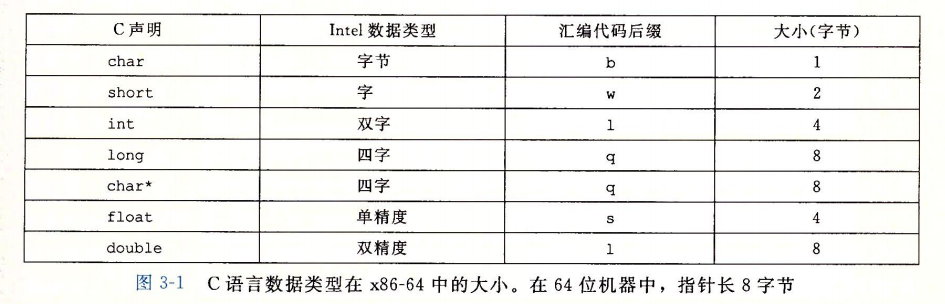 C 声明 Intel 数据类型 汇编代码后缀 大小(字节)
char 字节 b 1
short 字 w 2
int 双字 l 4
long 四字 q 8
char* 四字 q 8
float 单精度 s 4
double 双精度 l 8
图 3-1 C 语言数据类型在 x86-64 中的大小。在 64 位机器中，指针长 8 字节